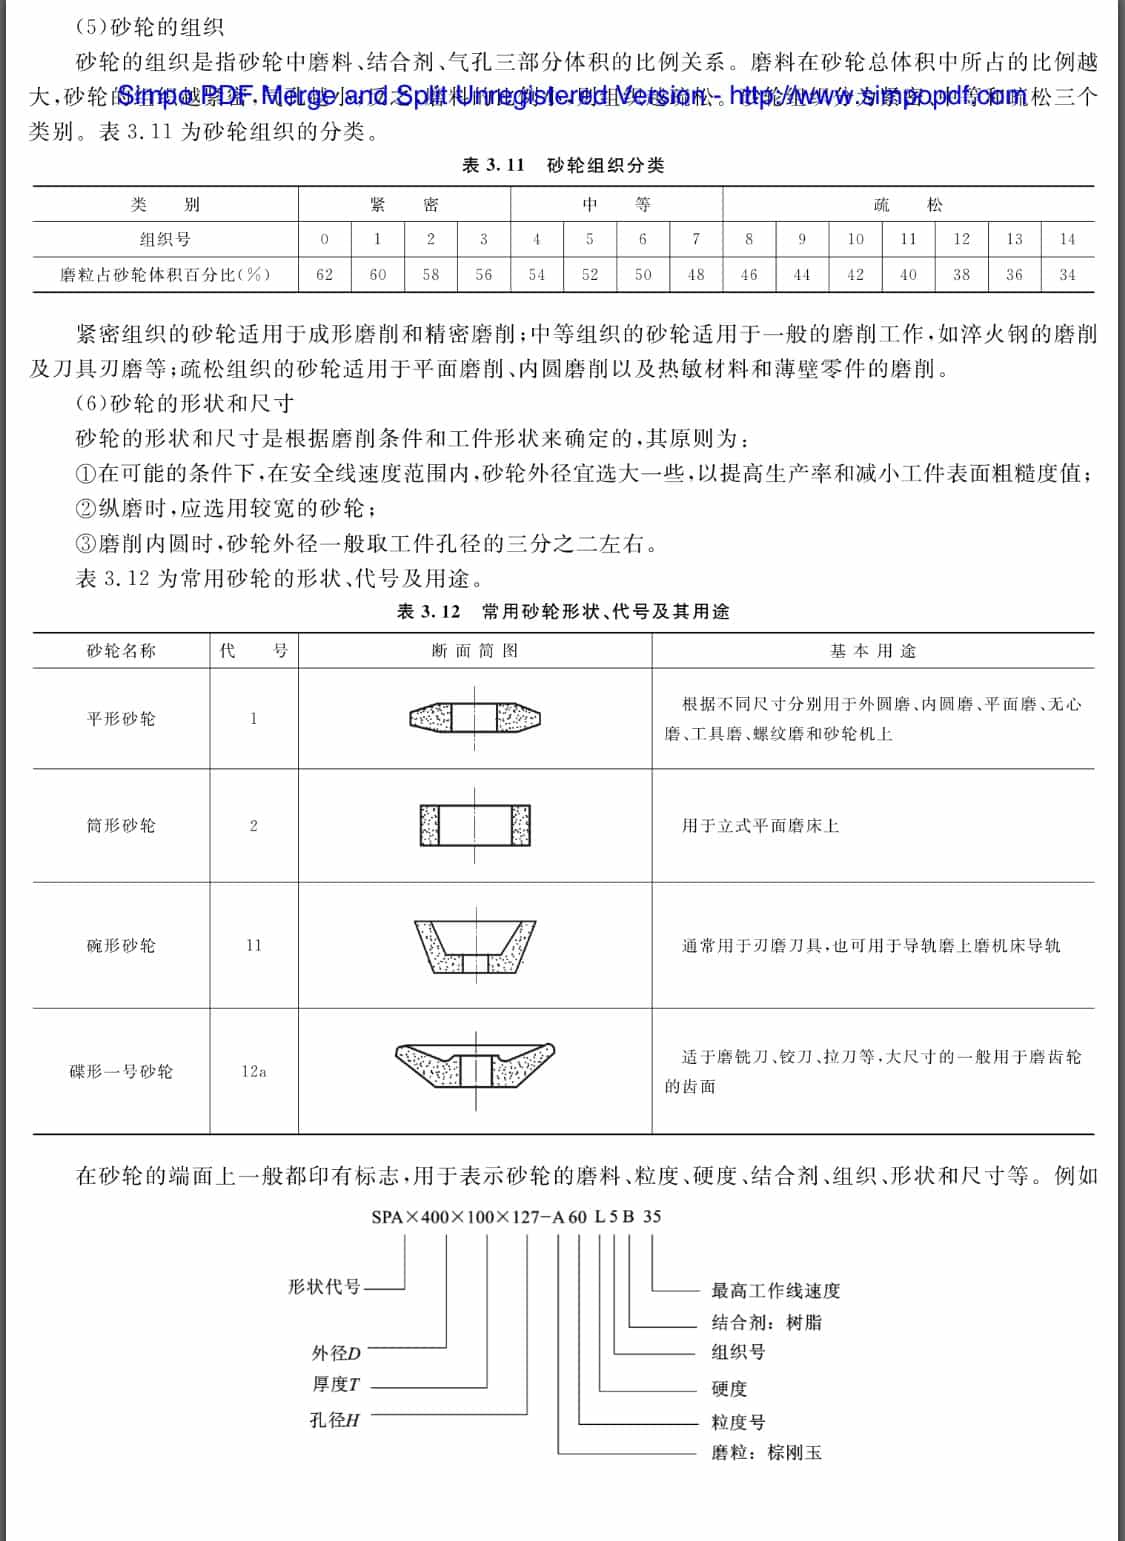 (5)砂轮的组织
砂轮的组织是指砂轮中磨料、结合剂、气孔三部分体积的比例关系。磨料在砂轮总体积中所占的比例越
大,砂轮的组织越紧密,
Simpo PDF Merge and Split Unregistered Version - http://www.simpopdf.com
类别。表 3.11 为砂轮组织的分类。
表 3.11 砂轮组织分类
类 别 紧 密 中 等 疏 松
组织号 0 1 2 3 4 5 6 7 8 9 10 11 12 13 14
磨粒占砂轮体积百分比(%) 62 60 58 56 54 52 50 48 46 44 42 40 38 36 34
紧密组织的砂轮适用于成形磨削和精密磨削;中等组织的砂轮适用于一般的磨削工作,如淬火钢的磨削
及刀具刃磨等;疏松组织的砂轮适用于平面磨削、内圆磨削以及热敏材料和薄壁零件的磨削。
(6)砂轮的形状和尺寸
砂轮的形状和尺寸是根据磨削条件和工件形状来确定的,其原则为:
①在可能的条件下,在安全线速度范围内,砂轮外径宜选大一些,以提高生产率和减小工件表面粗糙度值;
②纵磨时,应选用较宽的砂轮;
③磨削内圆时,砂轮外径一般取工件孔径的三分之二左右。
表 3.12 为常用砂轮的形状、代号及用途。
表 3.12 常用砂轮形状、代号及其用途
砂轮名称 代 号 断 面 简 图 基 本 用 途
平形砂轮 1 根据不同尺寸分别用于外圆磨、内圆磨、平面磨、无心
磨、工具磨、螺纹磨和砂轮机上
筒形砂轮 2 用于立式平面磨床上
碗形砂轮 11 通常用于刃磨刀具,也可用于导轨磨上磨机床导轨
碟形一号砂轮 12a 适于磨铣刀、铰刀、拉刀等,大尺寸的一般用于磨齿轮
的齿面
在砂轮的端面上一般都印有标志,用于表示砂轮的磨料、粒度、硬度、结合剂、组织、形状和尺寸等。例如
SPA×400×100×127-A 60 L 5 B 35
形状代号
最高工作线速度
结合剂：树脂
外径D
组织号
厚度T
硬度
孔径H
粒度号
磨粒：棕刚玉